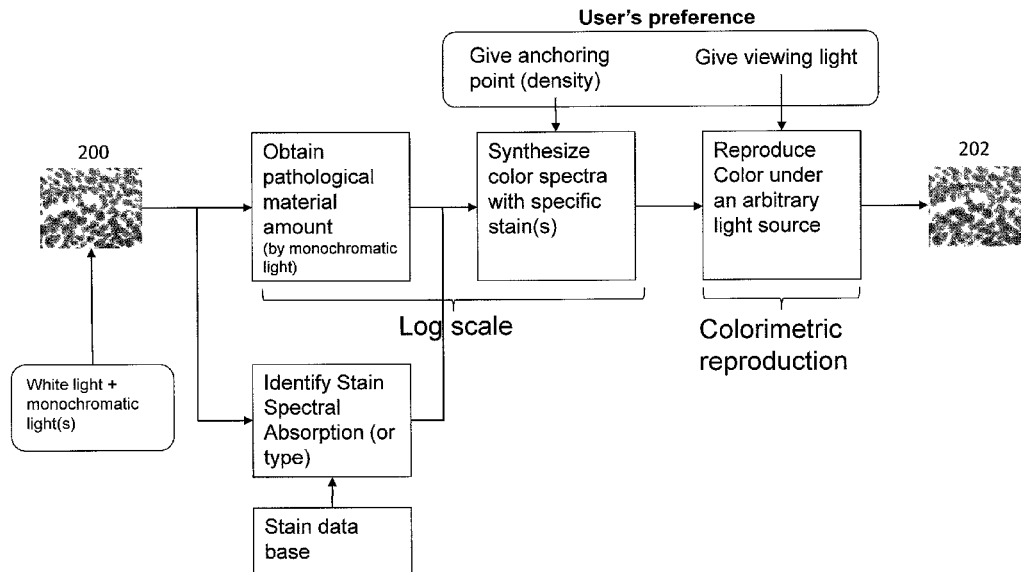 User's preference
Give anchoring
point (density)
Give viewing light
200
Obtain
pathological
material
amount
(by monochromatic
light)
Synthesize
color spectra
with specific
stain(s)
Reproduce
Color under
an arbitrary
light source
202
Log scale
Colorimetric
reproduction
White light +
monochromatic
light(s)
Identify Stain
Spectral
Absorption (or
type)
Stain data
base